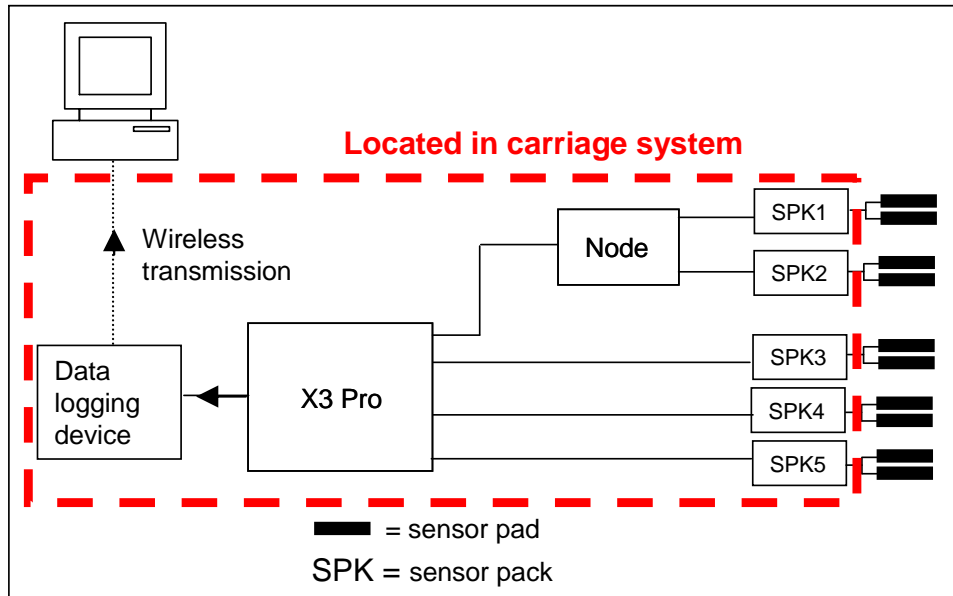 Located in carriage system
SPK1
Wireless
transmission
Node
SPK2
SPK3
Data
logging
device
X3 Pro
SPK4
SPK5
= sensor pad
SPK = sensor pack